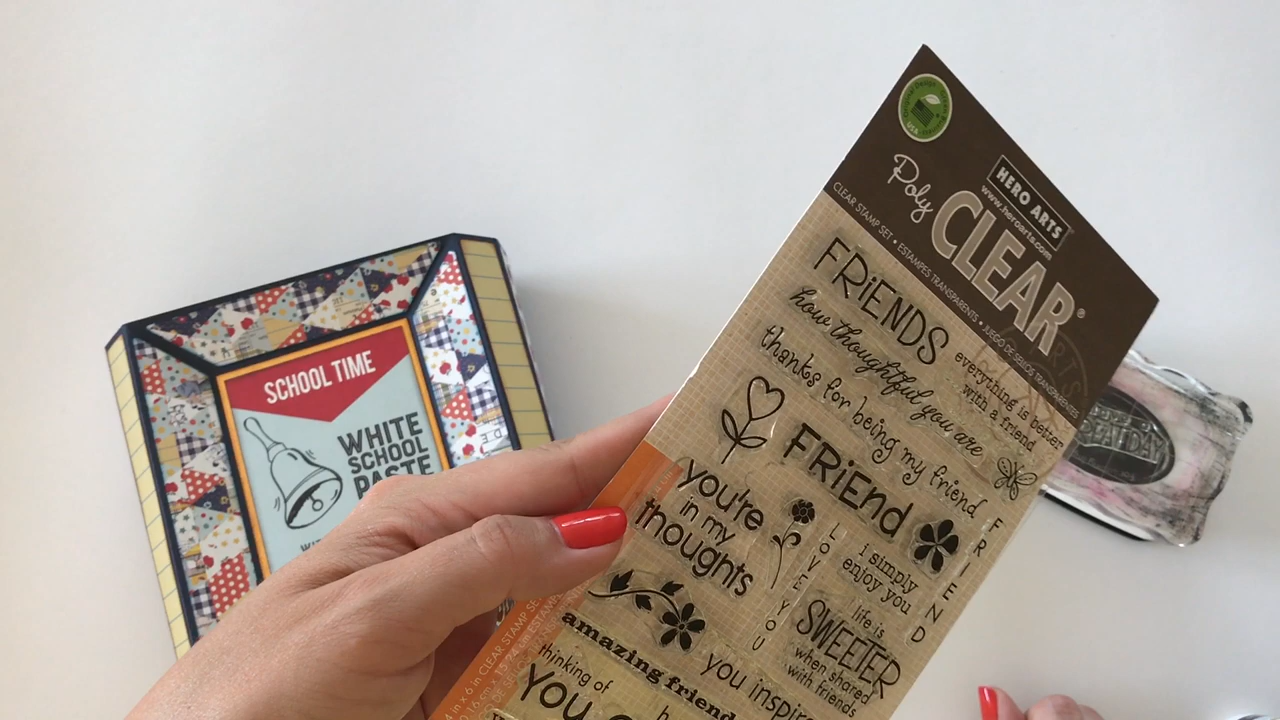 HERO ARTS
www.heroarts.com
Poly
CLEAR®
CLEAR STAMP SET • ESTAMPES TRANSPARENTS • JUEGO DE SELLOS TRANSPARENTES
USA
FRiENDS
how thoughtful you are
everything is better
with a friend
thanks for being my friend
FRiEnd
FRIEND
you're
in my
thoughts
LOVE YOU
i simply
enjoy you
life is
SWEETER
when shared
with friends
amazing friend
you inspire
thinking of
YOU
SCHOOL TIME
WHITE
SCHOOL
PASTE